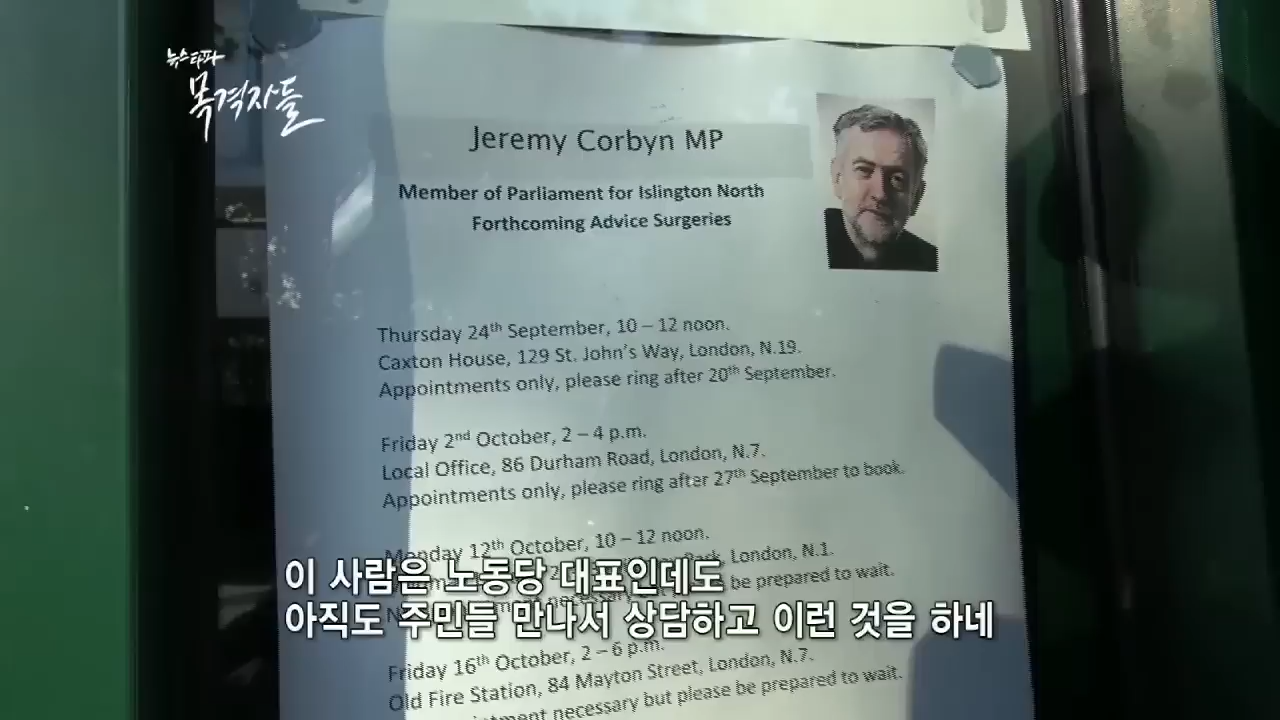 뉴스타파
목격자들
Jeremy Corbyn MP
Member of Parliament for Islington North
Forthcoming Advice Surgeries
Thursday 24th September, 10 – 12 noon.
Caxton House, 129 St. John's Way, London, N.19.
Appointments only, please ring after 20th September.
Friday 2nd October, 2 – 4 p.m.
Local Office, 86 Durham Road, London, N.7.
Appointments only, please ring after 27th September to book.
Monday 12th October, 10 – 12 noon.
London, N.1.
necessary be prepared to wait.
이 사람은 노동당 대표인데도
아직도 주민들 만나서 상담하고 이런 것을 하네
Friday 16th October, 2 – 6 p.m.
Old Fire Station, 84 Mayton Street, London, N.7.
necessary but please be prepared to wait.